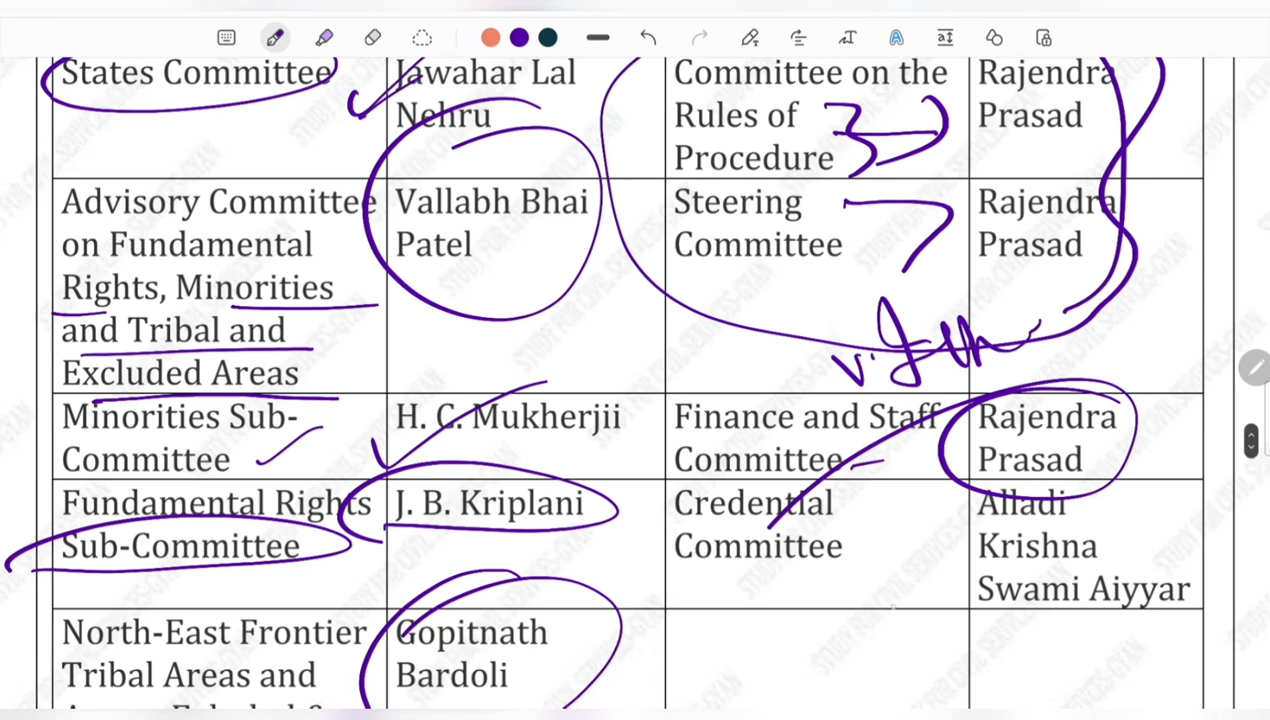 States Committee
Jawahar Lal
Nehru
Committee on the
Rules of
Procedure
Rajendra
Prasad
Advisory Committee
on Fundamental
Rights, Minorities
and Tribal and
Excluded Areas
Vallabh Bhai
Patel
Steering
Committee
Rajendra
Prasad
Minorities Sub-
Committee
H. C. Mukherjii
Finance and Staff
Committee
Rajendra
Prasad
Fundamental Rights
Sub-Committee
J. B. Kriplani
Credential
Committee
Alladi
Krishna
Swami Aiyyar
North-East Frontier
Tribal Areas and
Gopitnath
Bardoli